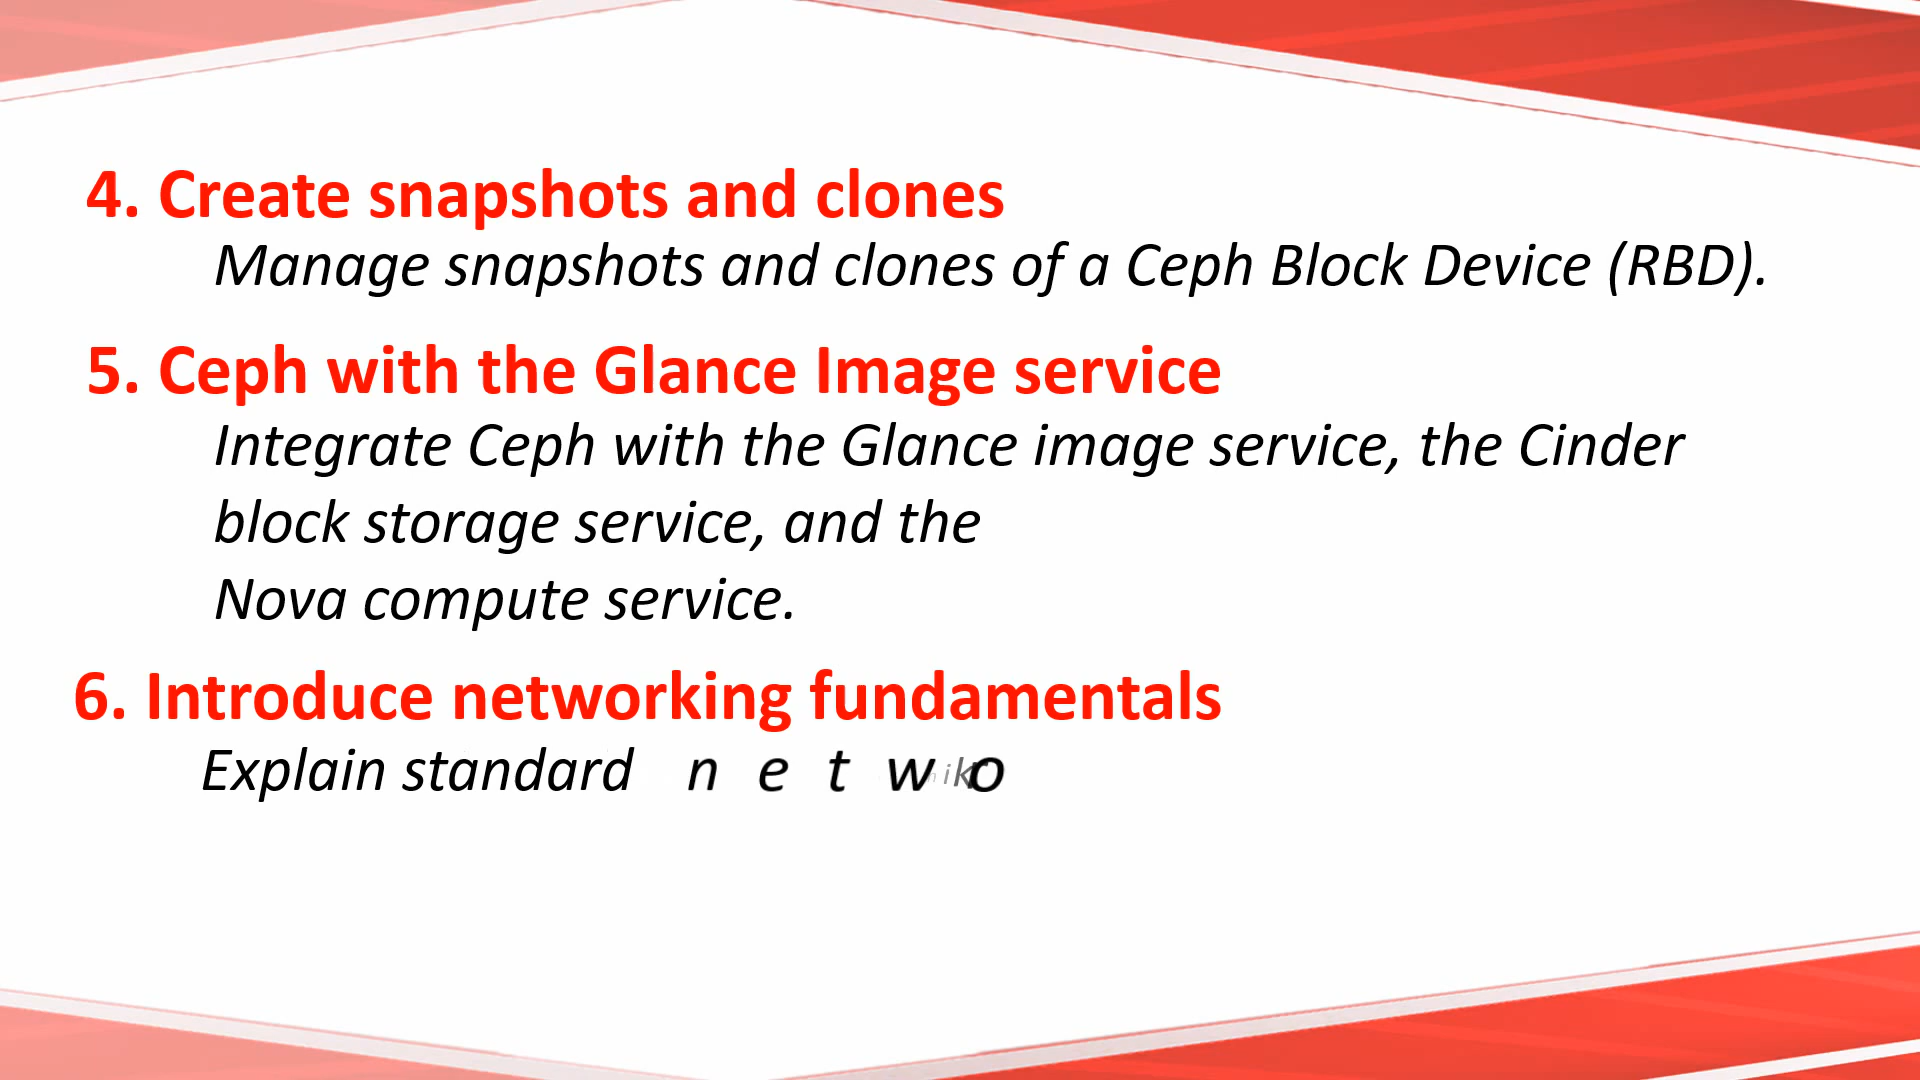 4. Create snapshots and clones
Manage snapshots and clones of a Ceph Block Device (RBD).
5. Ceph with the Glance Image service
Integrate Ceph with the Glance image service, the Cinder
block storage service, and the
Nova compute service.
6. Introduce networking fundamentals
Explain standard